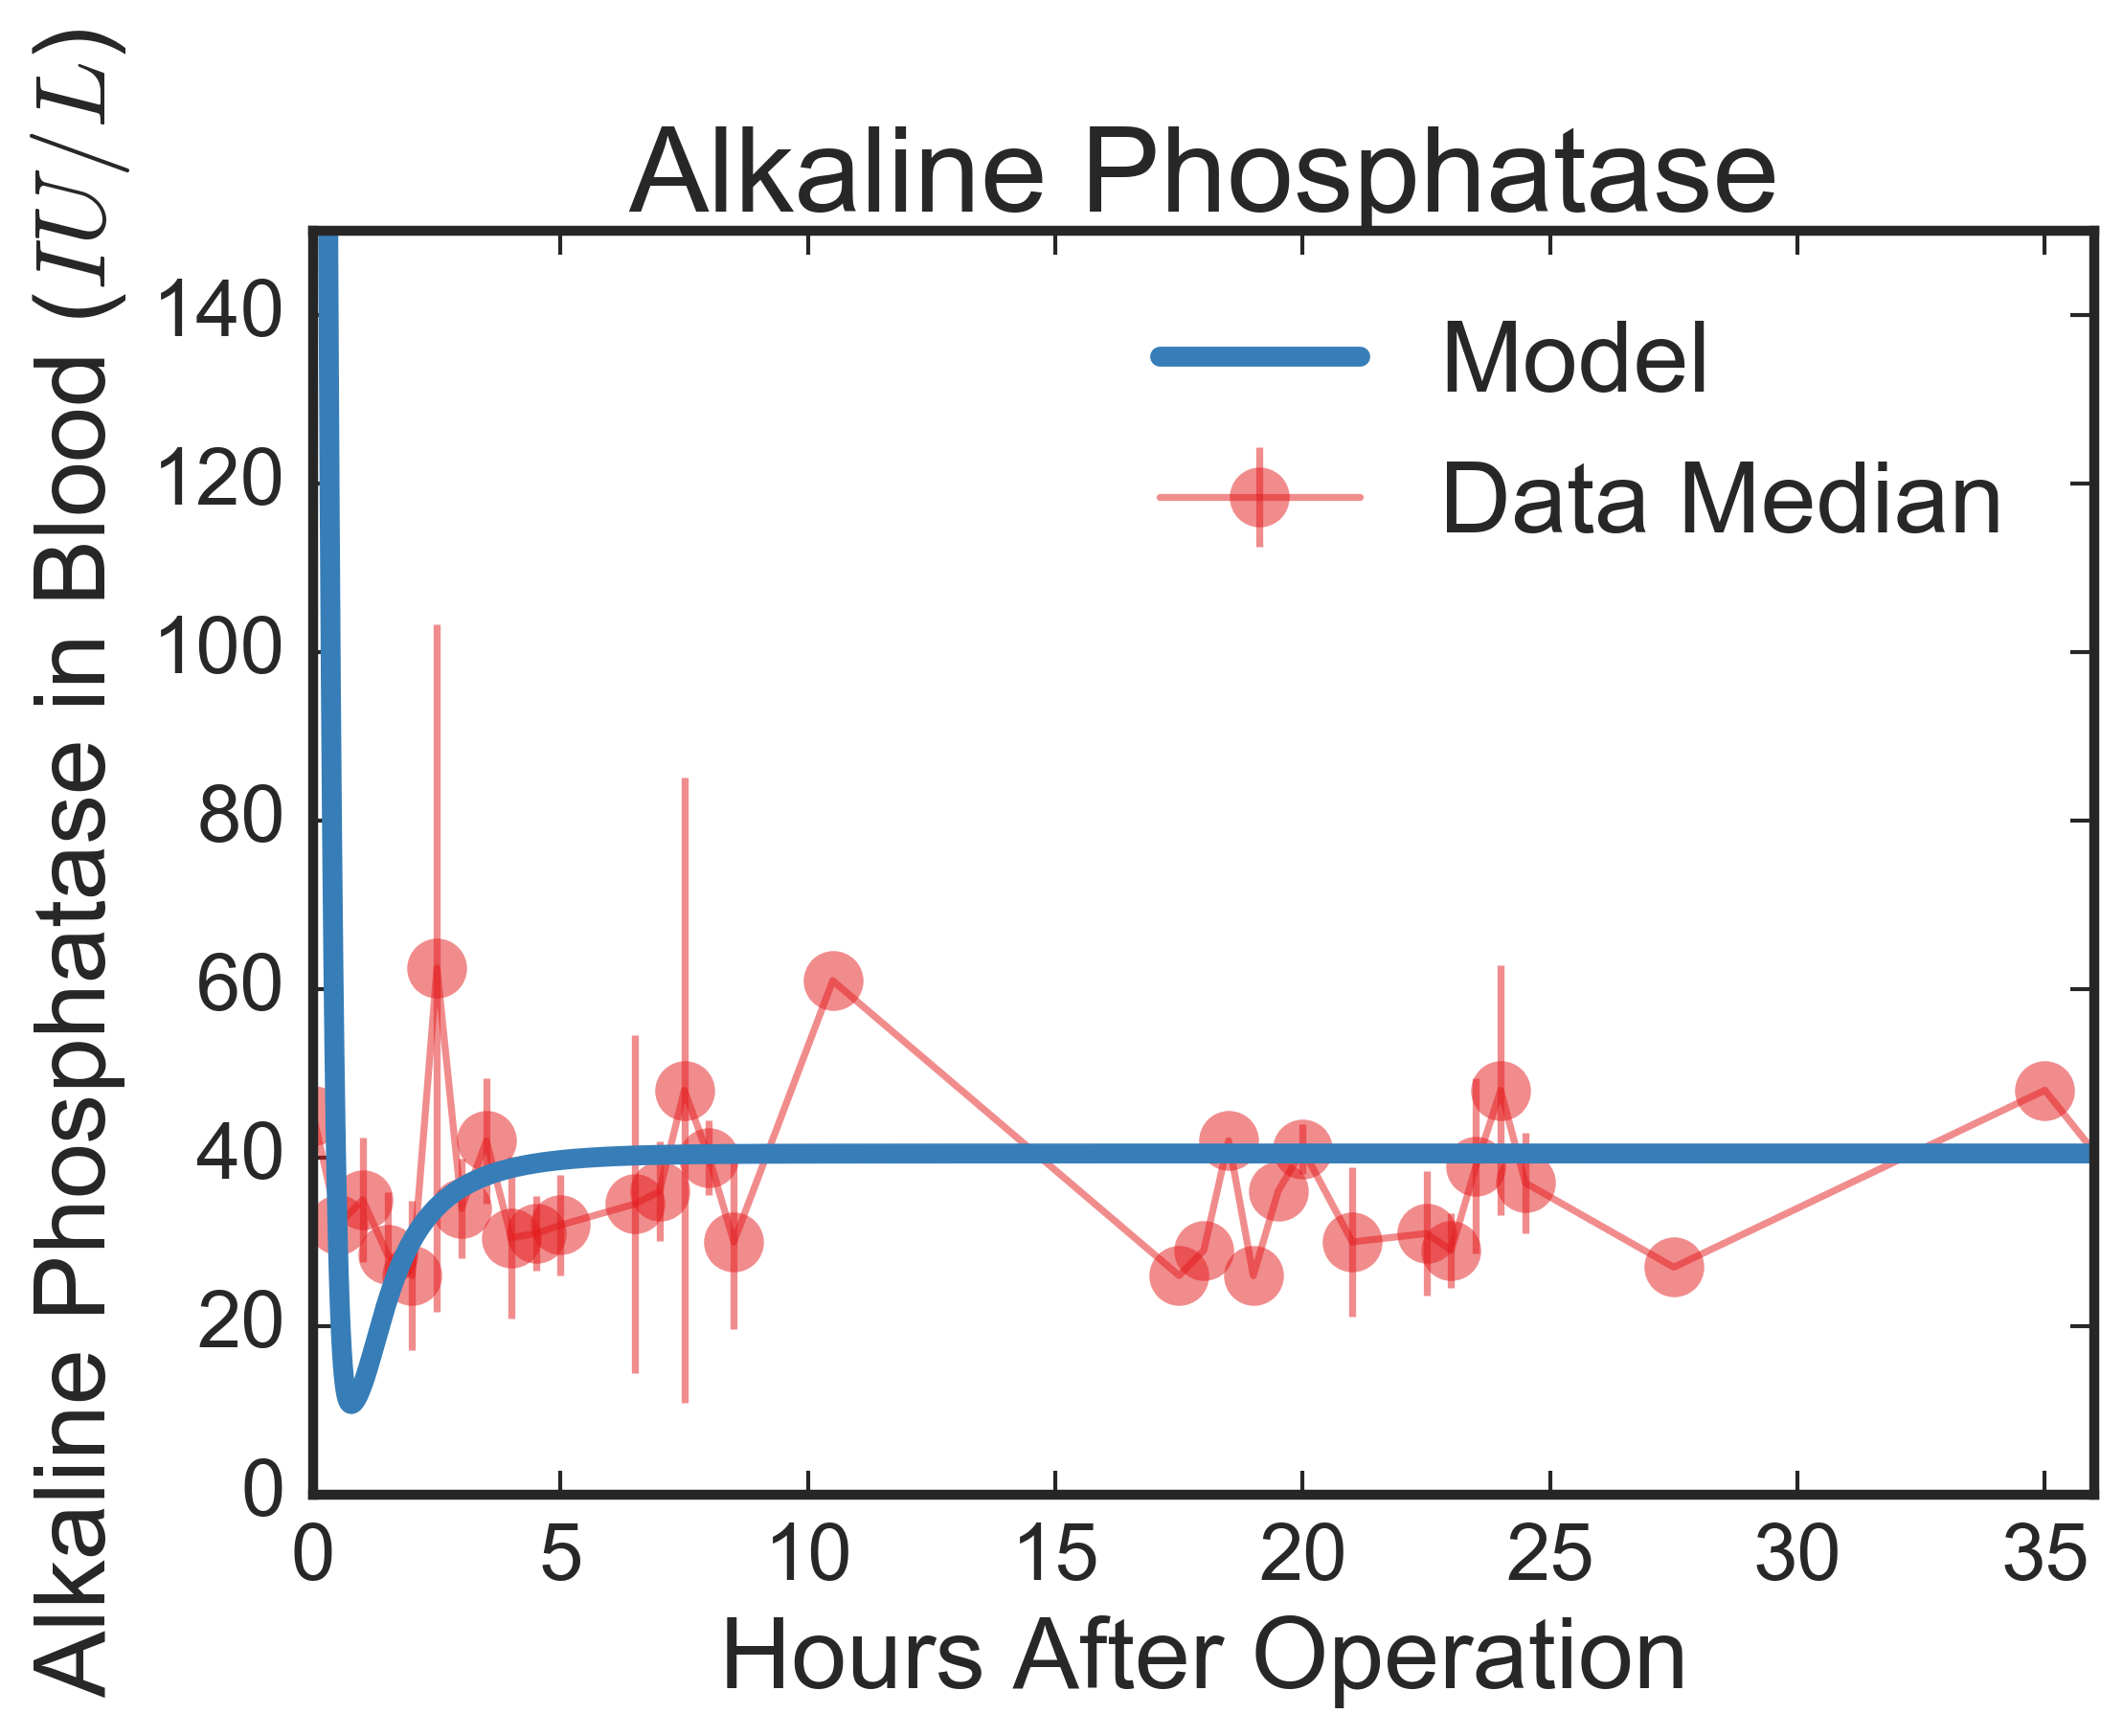 Alkaline Phosphatase
Alkaline Phosphatase in Blood (IU/L)
140
120
100
80
60
40
20
0
Model
Data Median
0 5 10 15 20 25 30 35
Hours After Operation